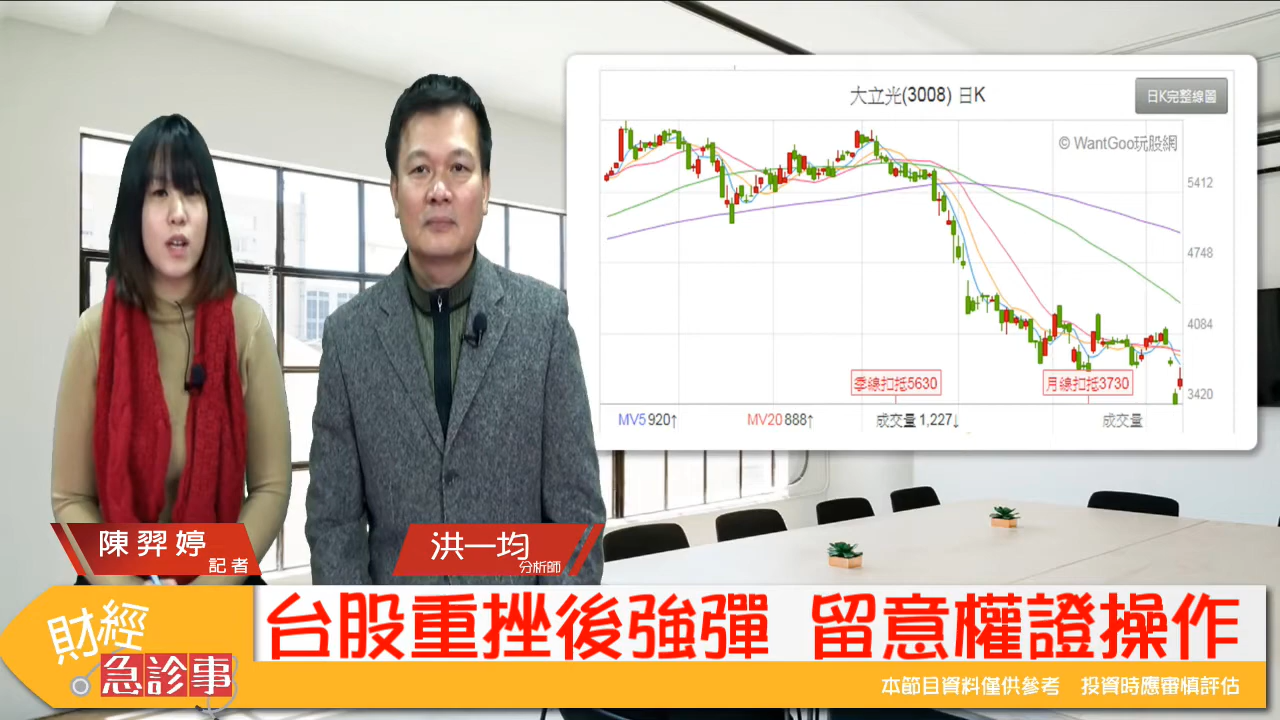 大立光(3008) 日K
日K完整線圖
© WantGoo玩股網
5412
4748
4084
3420
季線扣抵5630
月線扣抵3730
MV5 920↑
MV20 888↑
成交量 1,227↓
成交量
陳羿婷
記者
洪一均
分析師
財經
急診事
台股重挫後強彈 留意權證操作
本節目資料僅供參考 投資時應審慎評估